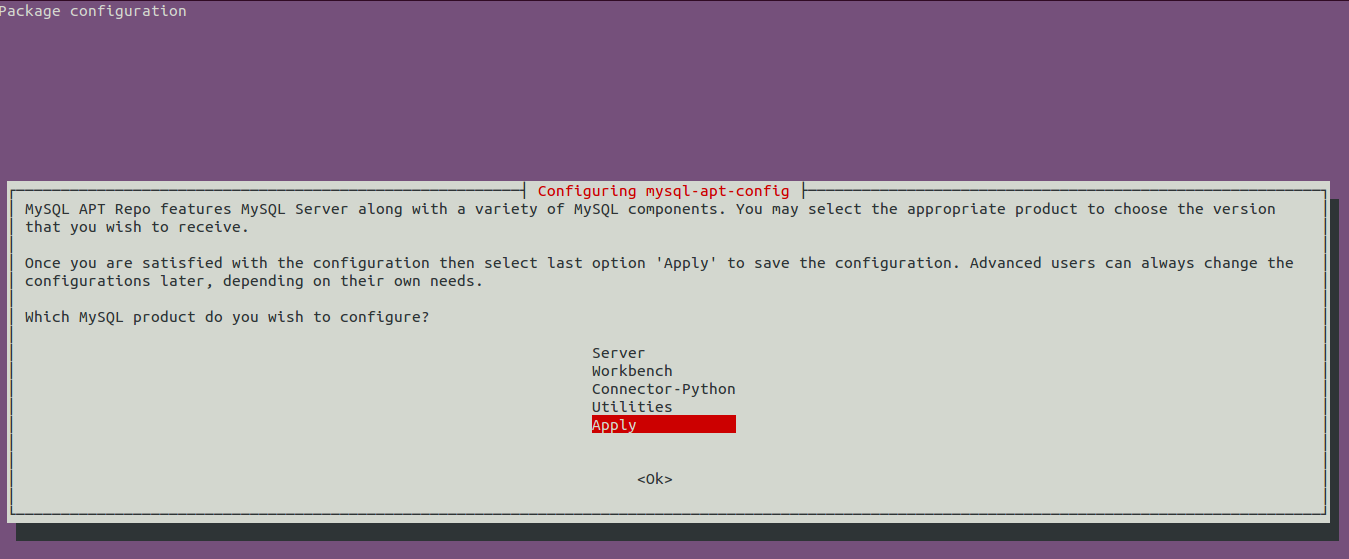 Package configuration
Configuring mysql-apt-config
MySQL APT Repo features MySQL Server along with a variety of MySQL components. You may select the appropriate product to choose the version
that you wish to receive.
Once you are satisfied with the configuration then select last option 'Apply' to save the configuration. Advanced users can always change the
configurations later, depending on their own needs.
Which MySQL product do you wish to configure?
Server
Workbench
Connector-Python
Utilities
Apply
<Ok>